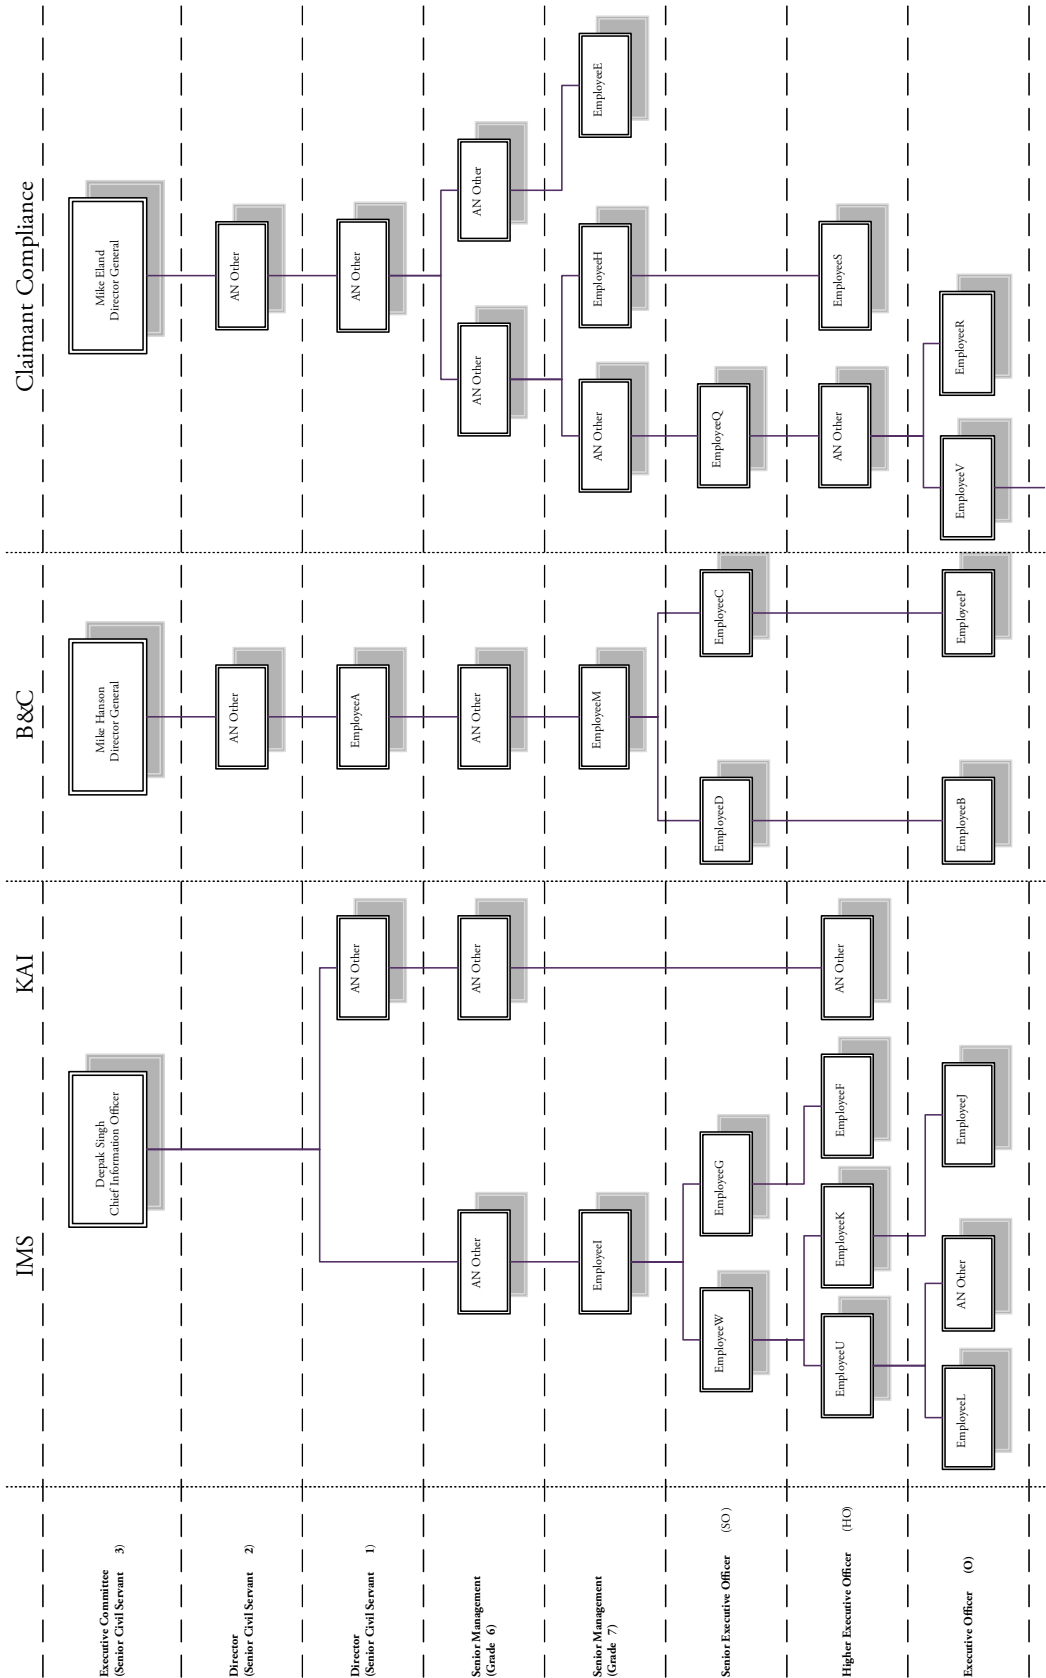 IMS
KAI
B&C
Claimant Compliance
Executive Committee
(Senior Civil Servant 3)
Deepak Singh
Chief Information Officer
Mike Hanson
Director General
Mike Eland
Director General
Director
(Senior Civil Servant 2)
AN Other
AN Other
Director
(Senior Civil Servant 1)
AN Other
EmployeeA
AN Other
Senior Management
(Grade 6)
AN Other
AN Other
AN Other
AN Other
AN Other
Senior Management
(Grade 7)
EmployeeI
EmployeeM
AN Other
EmployeeH
EmployeeE
Senior Executive Officer (SO)
EmployeeW
EmployeeG
EmployeeD
EmployeeC
EmployeeQ
Higher Executive Officer (HO)
EmployeeU
EmployeeK
EmployeeF
AN Other
AN Other
EmployeeS
Executive Officer (O)
EmployeeL
AN Other
EmployeeJ
EmployeeB
EmployeeP
EmployeeV
EmployeeR